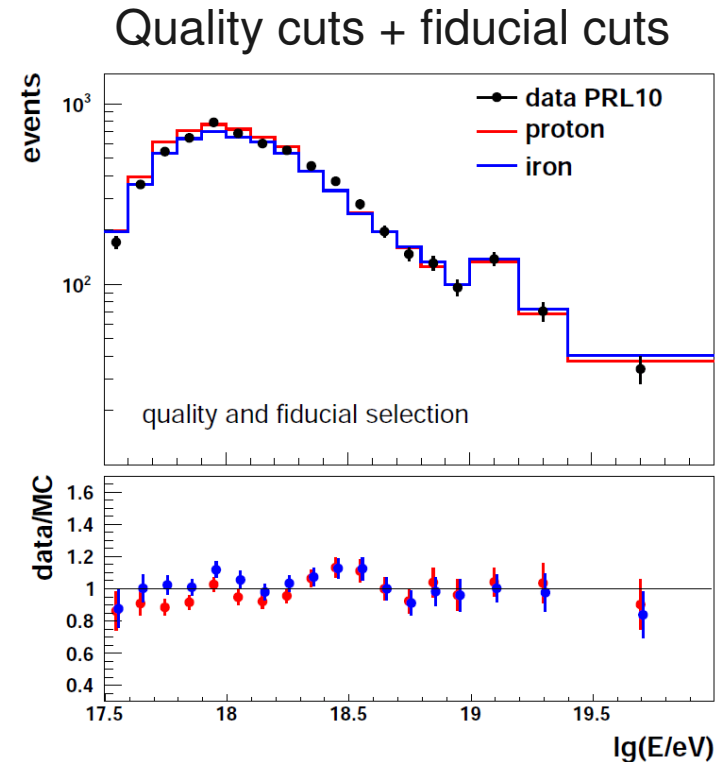 Quality cuts + fiducial cuts
events
10³
10²
data PRL10
proton
iron
quality and fiducial selection
data/MC
1.6
1.4
1.2
1
0.8
0.6
0.4
17.5 18 18.5 19 19.5
lg(E/eV)